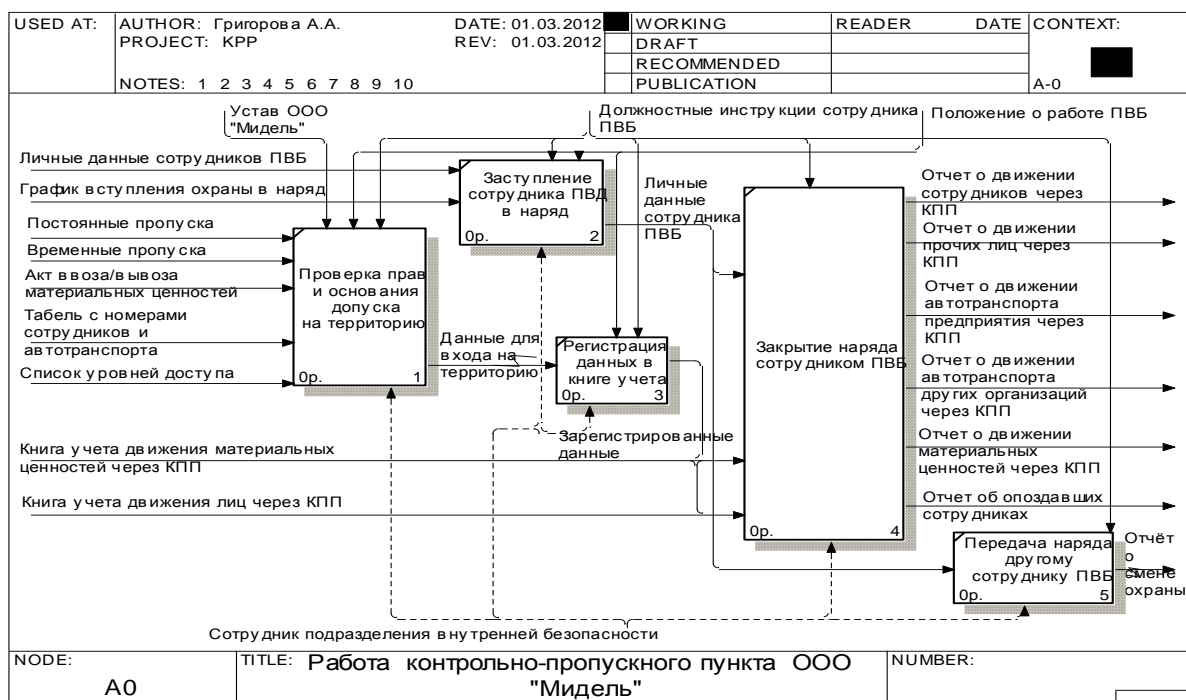 USED AT:
AUTHOR: Григорова А.А.
DATE: 01.03.2012
PROJECT: KPP
REV: 01.03.2012
NOTES: 1 2 3 4 5 6 7 8 9 10
WORKING
DRAFT
RECOMMENDED
PUBLICATION
READER
DATE
CONTEXT:
A-0
Устав ООО
"Мидель"
Должностные инструкции сотрудника
ПВБ
Положение о работе ПВБ
Личные данные сотрудников ПВБ
График вступления охраны в наряд
Постоянные пропуска
Временные пропуска
Акт ввоза/вывоза
материальных ценностей
Табель с номерами
сотрудников и
автотранспорта
Список уровней доступа
Книга учета движения материальных
ценностей через КПП
Книга учета движения лиц через КПП
Проверка прав
и основания
допуска
на территорию
0р.
1
Заступление
сотрудника ПВД
в наряд
0р.
2
Личные
данные
сотрудника
ПВБ
Данные для
входа на
территорию
Регистрация
данных в
книге учета
0р.
3
Зарегистрированные
данные
Закрытие наряда
сотрудником ПВБ
0р.
4
Отчет о движении
сотрудников через
КПП
Отчет о движении
прочих лиц через
КПП
Отчет о движении
автотранспорта
предприятия через
КПП
Отчет о движении
автотранспорта
других организаций
через КПП
Отчет о движении
материальных
ценностей через КПП
Отчет об опоздавших
сотрудниках
Передача наряда
другому
сотруднику ПВБ
0р.
5
Отчёт
о
смене
охраны
Сотрудник подразделения внутренней безопасности
NODE:
A0
TITLE:
Работа контрольно-пропускного пункта ООО
"Мидель"
NUMBER: